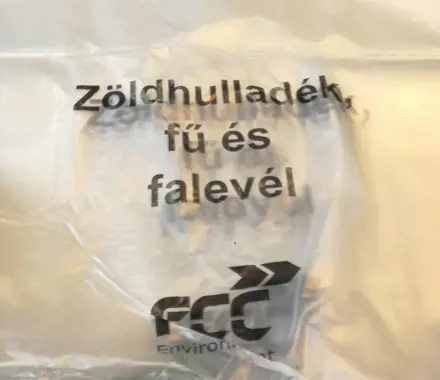 Zöldhulladék,
fű és
falevél
FCC
Environment